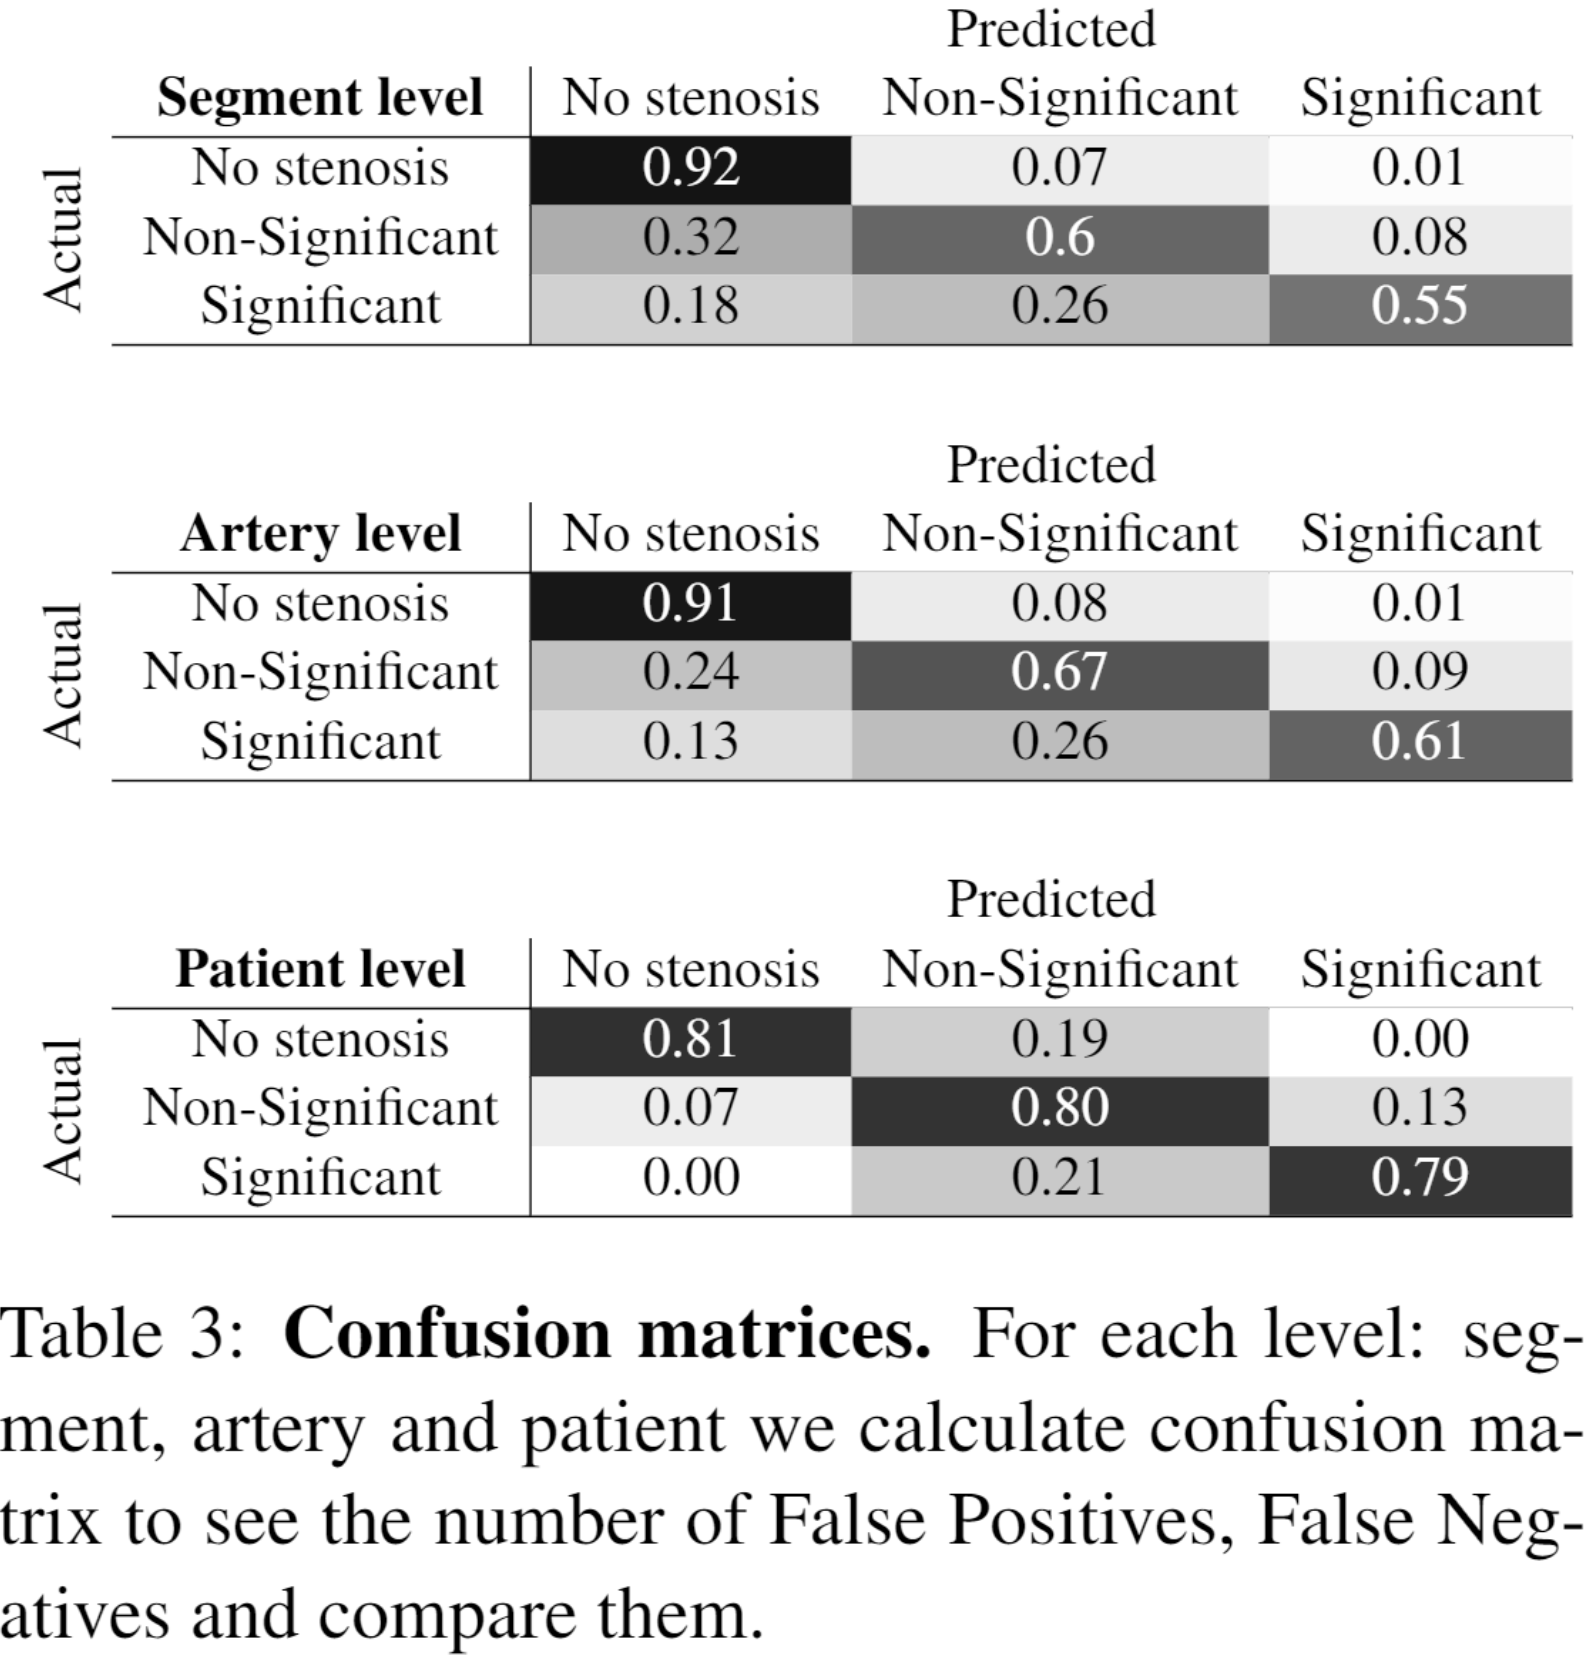 Predicted
Segment level No stenosis Non-Significant Significant
Actual
No stenosis 0.92 0.07 0.01
Non-Significant 0.32 0.6 0.08
Significant 0.18 0.26 0.55
Predicted
Artery level No stenosis Non-Significant Significant
Actual
No stenosis 0.91 0.08 0.01
Non-Significant 0.24 0.67 0.09
Significant 0.13 0.26 0.61
Predicted
Patient level No stenosis Non-Significant Significant
Actual
No stenosis 0.81 0.19 0.00
Non-Significant 0.07 0.80 0.13
Significant 0.00 0.21 0.79
Table 3: Confusion matrices. For each level: seg-
ment, artery and patient we calculate confusion ma-
trix to see the number of False Positives, False Neg-
atives and compare them.